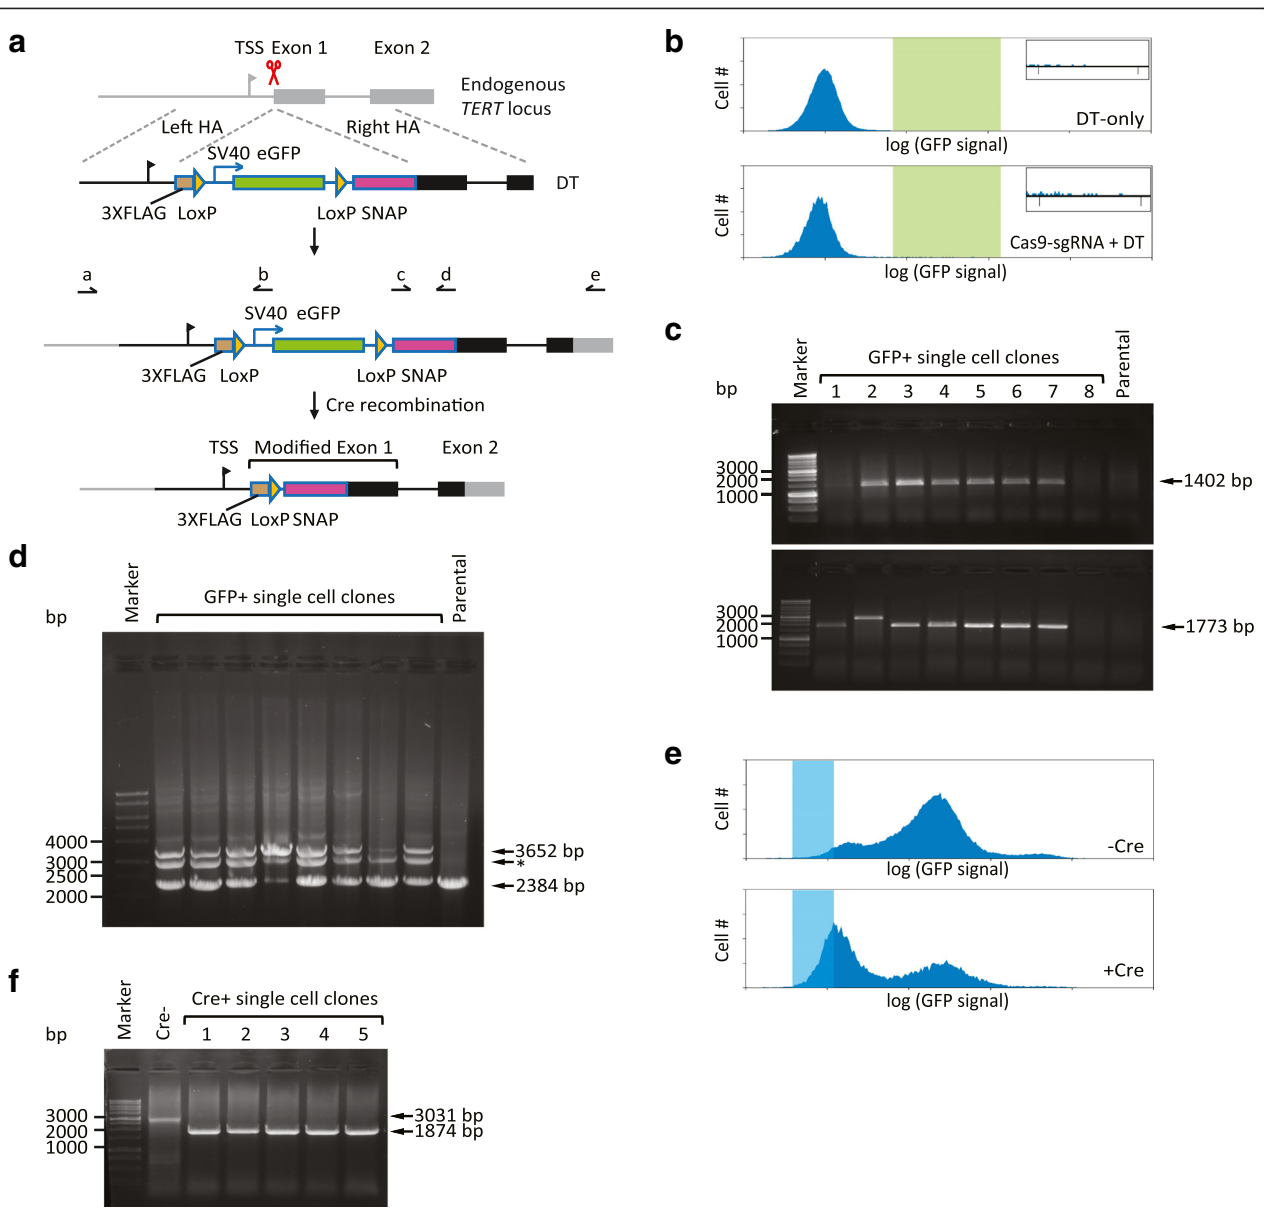 a
TSS Exon 1 Exon 2
Endogenous
TERT locus
Left HA Right HA
SV40 eGFP
DT
3XFLAG LoxP LoxP SNAP
a b c d e
SV40 eGFP
3XFLAG LoxP LoxP SNAP
Cre recombination
TSS Modified Exon 1 Exon 2
3XFLAG LoxP SNAP
b
Cell #
DT-only
log (GFP signal)
Cell #
Cas9-sgRNA + DT
log (GFP signal)
c
bp
Marker
GFP+ single cell clones
1 2 3 4 5 6 7 8
Parental
3000
2000
1000
1402 bp
3000
2000
1000
1773 bp
d
bp
Marker
GFP+ single cell clones
Parental
4000
3000
2500
2000
3652 bp
*
2384 bp
e
Cell #
-Cre
log (GFP signal)
Cell #
+Cre
log (GFP signal)
f
bp
Marker
Cre-
Cre+ single cell clones
1 2 3 4 5
3000
2000
1000
3031 bp
1874 bp